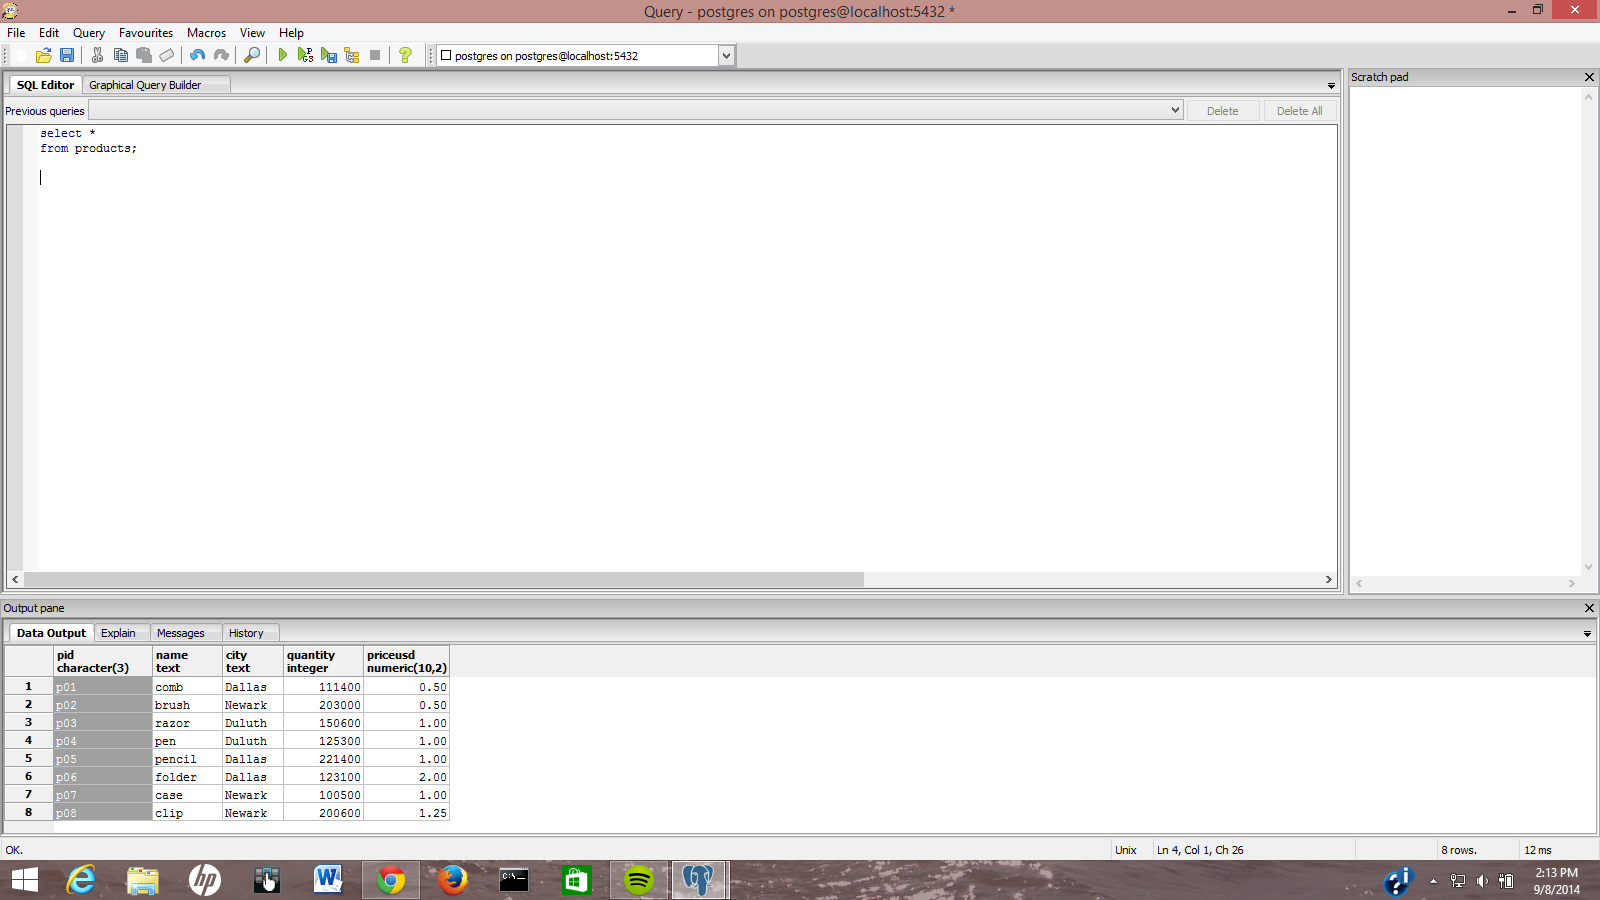 Query - postgres on postgres@localhost:5432 *
File Edit Query Favourites Macros View Help
postgres on postgres@localhost:5432
SQL Editor Graphical Query Builder
Previous queries Delete Delete All
select *
from products;
Scratch pad
Output pane
Data Output Explain Messages History
pid name city quantity priceusd
character(3) text text integer numeric(10,2)
1 p01 comb Dallas 111400 0.50
2 p02 brush Newark 203000 0.50
3 p03 razor Duluth 150600 1.00
4 p04 pen Duluth 125300 1.00
5 p05 pencil Dallas 221400 1.00
6 p06 folder Dallas 123100 2.00
7 p07 case Newark 100500 1.00
8 p08 clip Newark 200600 1.25
OK. Unix Ln 4, Col 1, Ch 26 8 rows. 12 ms
2:13 PM
9/8/2014